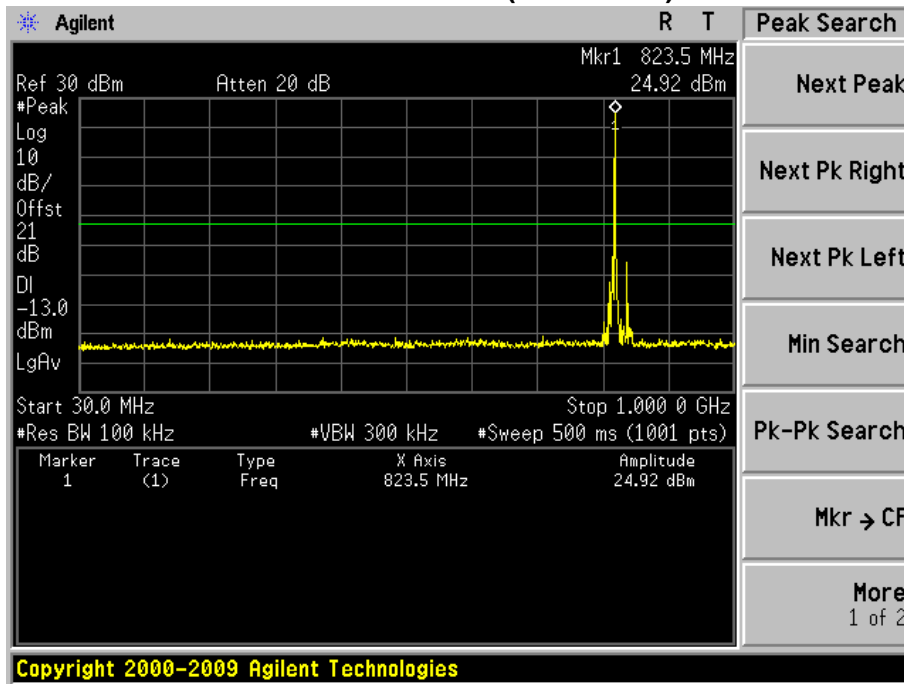 Agilent R T Peak Search
Mkr1 823.5 MHz
Ref 30 dBm Atten 20 dB 24.92 dBm
#Peak
Log
10
dB/
Offst
21
dB
DI
-13.0
dBm
LgAv
1
Start 30.0 MHz Stop 1.000 0 GHz
#Res BW 100 kHz #VBW 300 kHz #Sweep 500 ms (1001 pts)
Marker Trace Type X Axis Amplitude
1 (1) Freq 823.5 MHz 24.92 dBm
Next Peak
Next Pk Right
Next Pk Left
Min Search
Pk-Pk Search
Mkr → CF
More
1 of 2
Copyright 2000-2009 Agilent Technologies